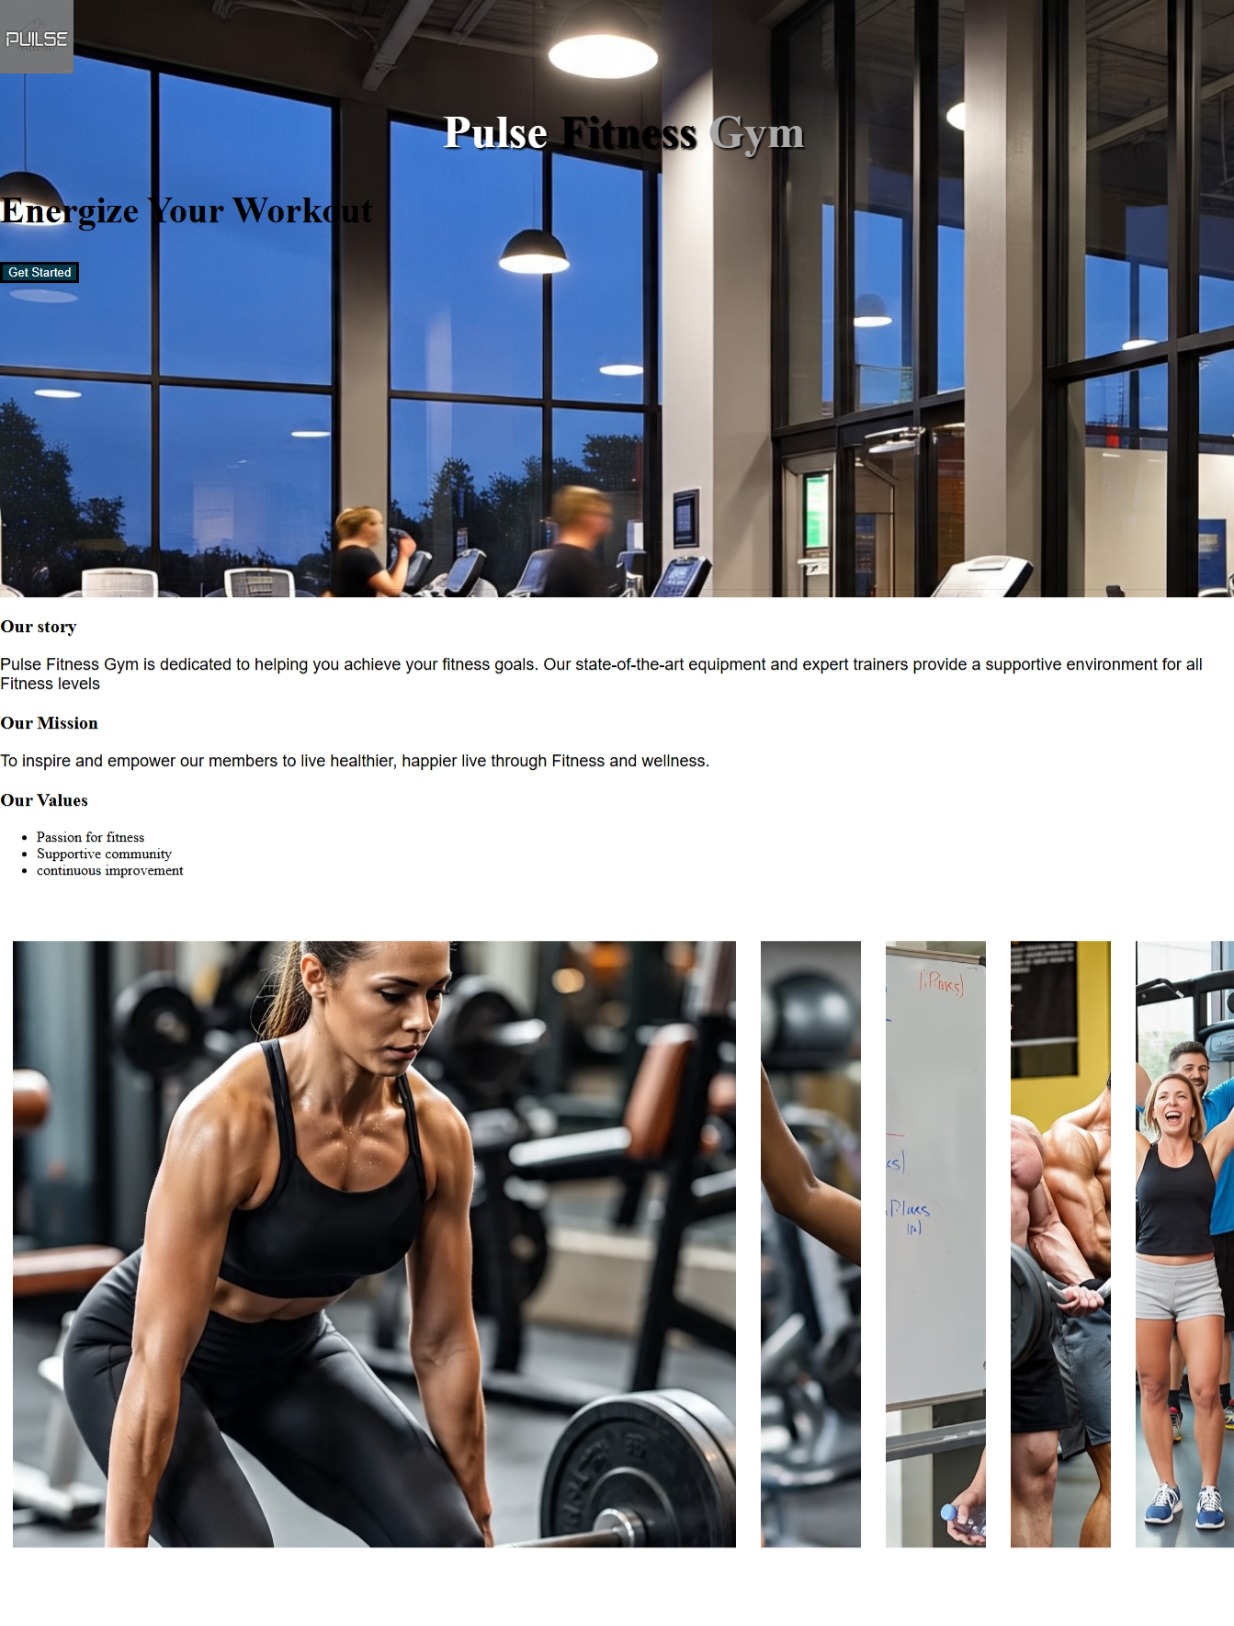 PULSE
Pulse Fitness Gym
Energize Your Workout
Get Started
Our story
Pulse Fitness Gym is dedicated to helping you achieve your fitness goals. Our state-of-the-art equipment and expert trainers provide a supportive environment for all
Fitness levels
Our Mission
To inspire and empower our members to live healthier, happier live through Fitness and wellness.
Our Values
Passion for fitness
Supportive community
continuous improvement